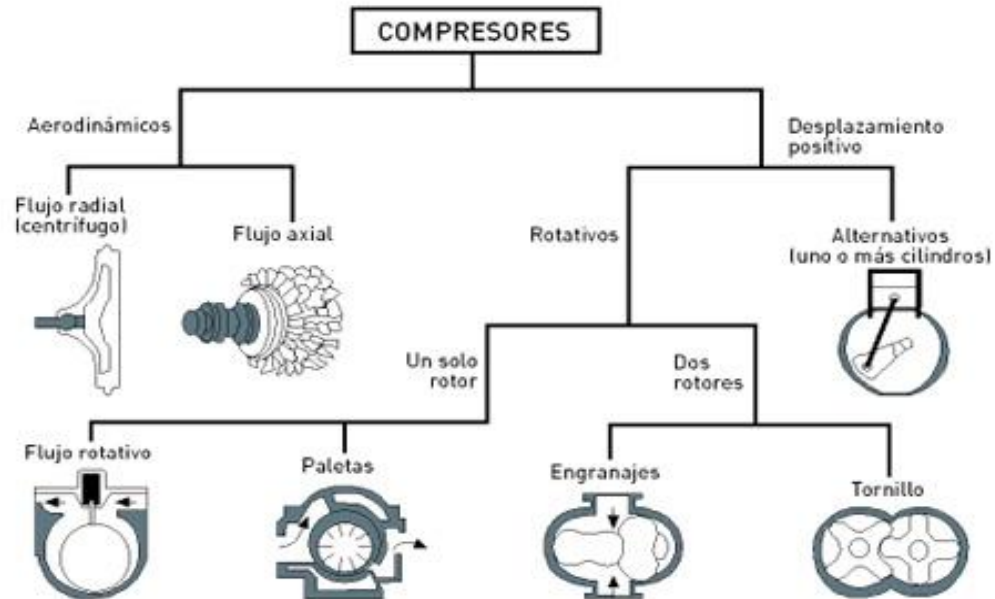 COMPRESORES
Aerodinámicos
Desplazamiento
positivo
Flujo radial
(centrífugo)
Flujo axial
Rotativos
Alternativos
(uno o más cilindros)
Un solo
rotor
Dos
rotores
Flujo rotativo
Paletas
Engranajes
Tornillo